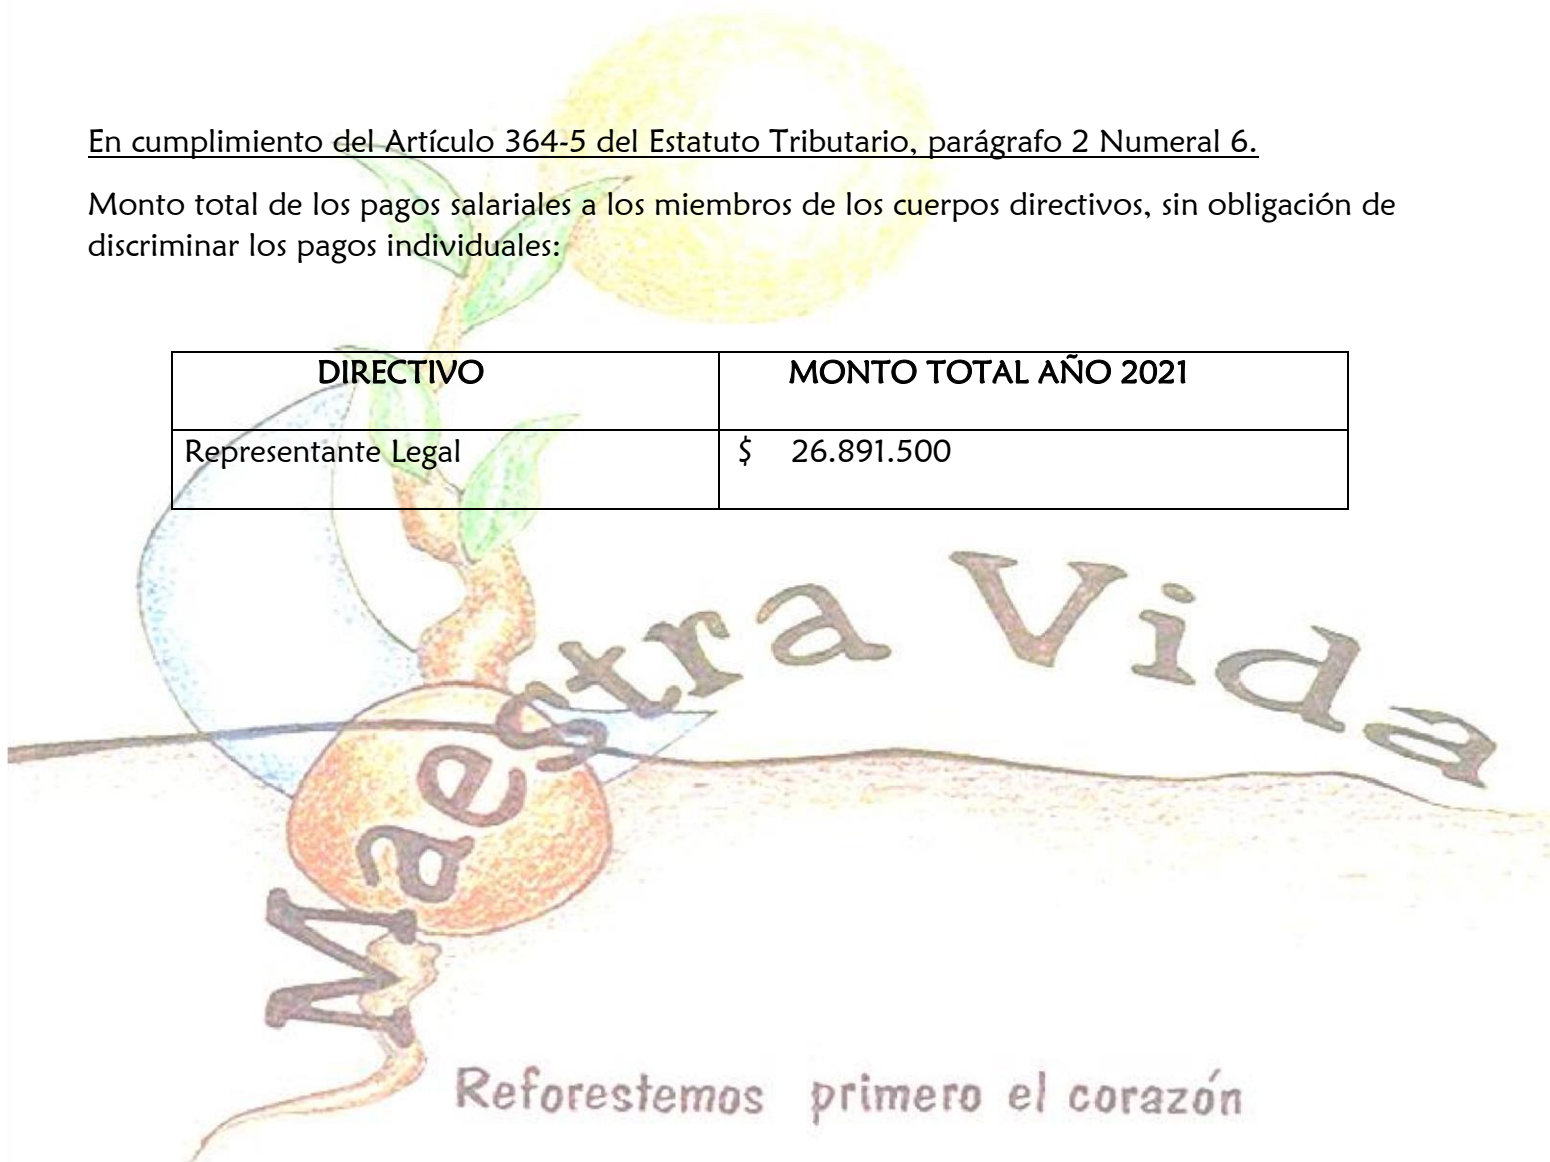 En cumplimiento del Artículo 364-5 del Estatuto Tributario, parágrafo 2 Numeral 6.
Monto total de los pagos salariales a los miembros de los cuerpos directivos, sin obligación de
discriminar los pagos individuales:
DIRECTIVO MONTO TOTAL AÑO 2021
Representante Legal $ 26.891.500
Maestra Vida
Reforestemos primero el corazón